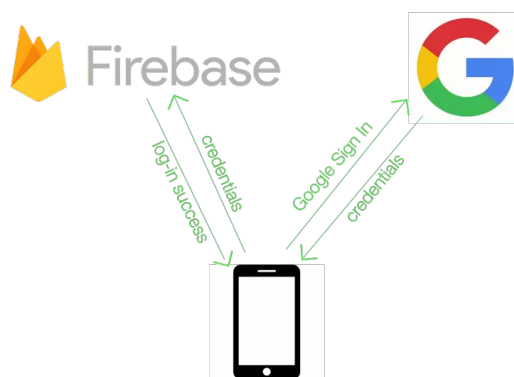 Firebase
log-in success
credentials
Google Sign In
credentials